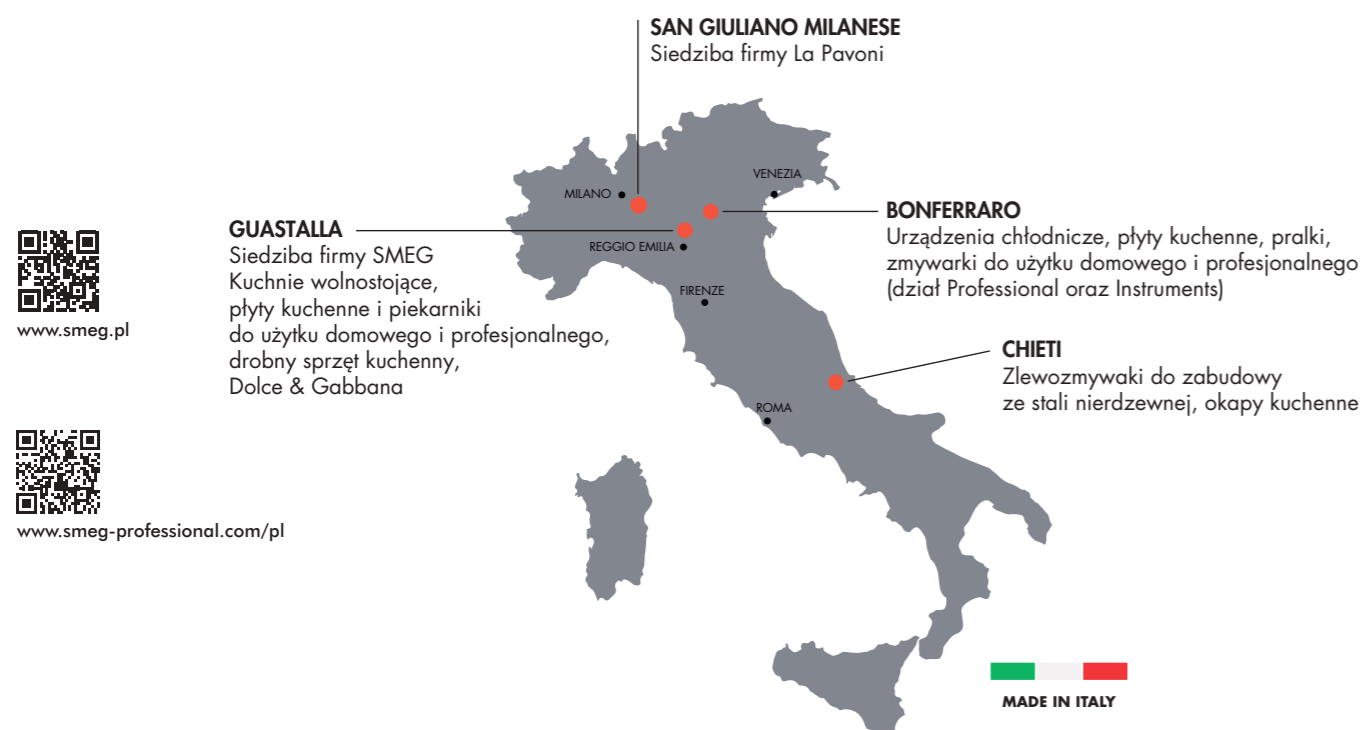 SAN GIULIANO MILANESE
Siedziba firmy La Pavoni
MILANO
VENEZIA
GUASTALLA
Siedziba firmy SMEG
Kuchnie wolnostojące,
płyty kuchenne i piekarniki
do użytku domowego i profesjonalnego,
drobny sprzęt kuchenny,
Dolce & Gabbana
REGGIO EMILIA
FIRENZE
ROMA
BONFERRARO
Urządzenia chłodnicze, płyty kuchenne, pralki,
zmywarki do użytku domowego i profesjonalnego
(dział Professional oraz Instruments)
CHIETI
Zlewozmywaki do zabudowy
ze stali nierdzewnej, okapy kuchenne
www.smeg.pl
www.smeg-professional.com/pl
MADE IN ITALY